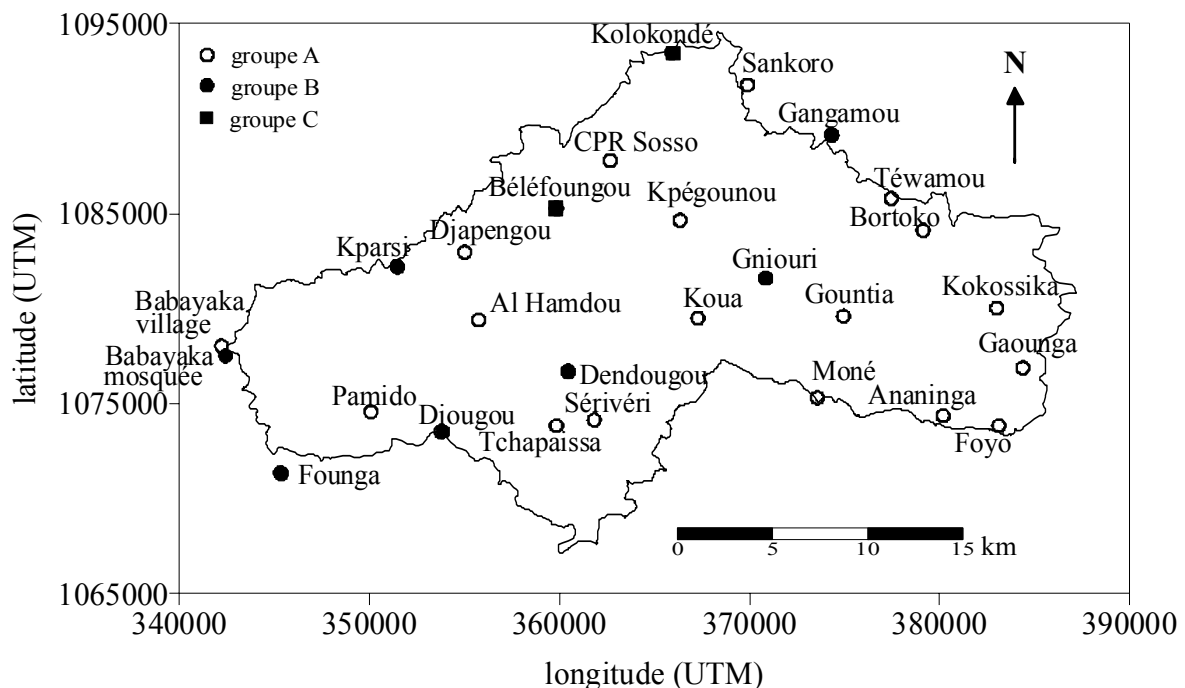 1095000
Kolokondé
groupe A
groupe B
groupe C
Sankoro
N
Gangamou
CPR Sosso
Béléfoungou
Kpégounou
Téwamou
1085000
Bortoko
Djapengou
Kparsi
Gniouri
Kokossika
Al Hamdou
Koua
Gountia
Babayaka
village
Babayaka
mosquée
Gaounga
Dendougou
Moné
Pamido
Sérivéri
Ananinga
1075000
Djougou
Tchapaïssa
Foyo
Founga
0 5 10 15 km
1065000
340000 350000 360000 370000 380000 390000
longitude (UTM)
latitude (UTM)